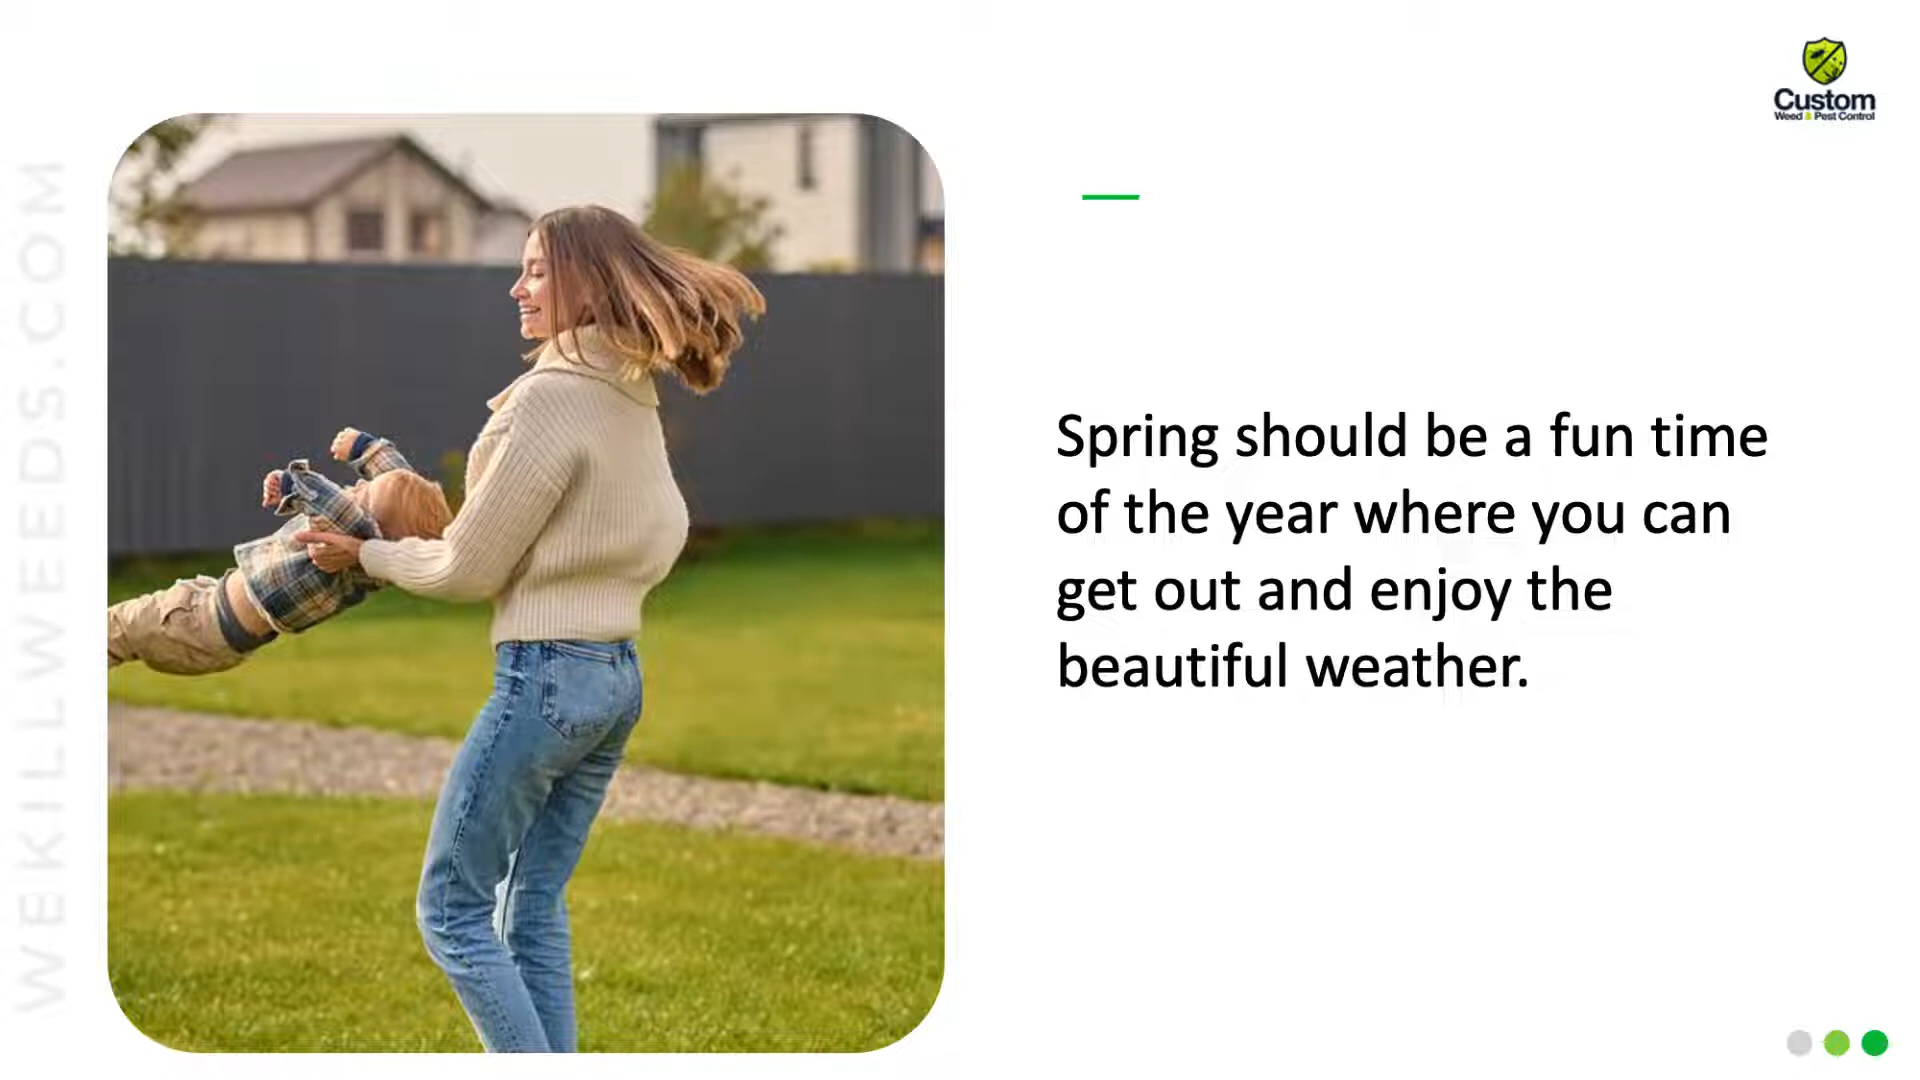 WEKILLWEEDS.COM
Custom
Weed & Pest Control
Spring should be a fun time
of the year where you can
get out and enjoy the
beautiful weather.